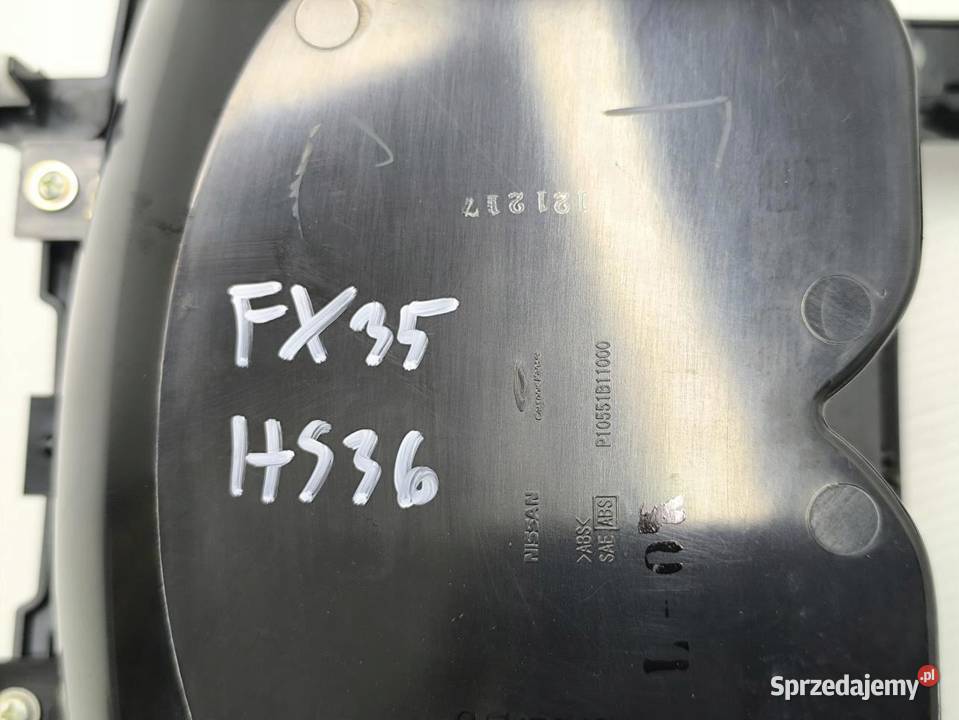 121217
FX35
HS36
P10551B11000
NISSAN
>ABS<
SAE ABS
Sprzedajemy.pl